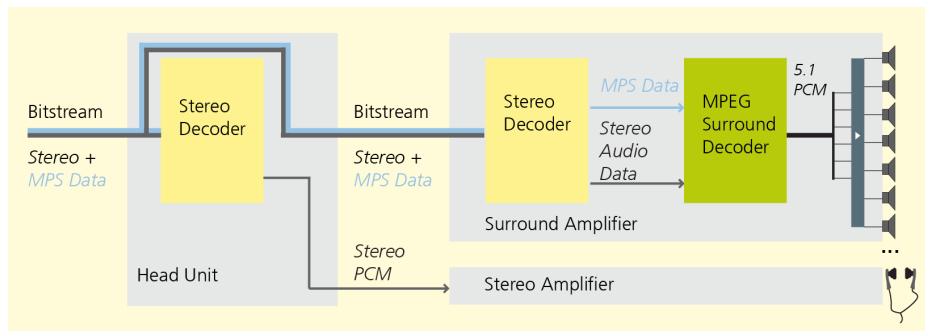 Bitstream
Stereo +
MPS Data
Stereo
Decoder
Head Unit
Bitstream
Stereo +
MPS Data
Stereo
PCM
Stereo
Decoder
MPS Data
Stereo
Audio
Data
MPEG
Surround
Decoder
5.1
PCM
Surround Amplifier
...
Stereo Amplifier